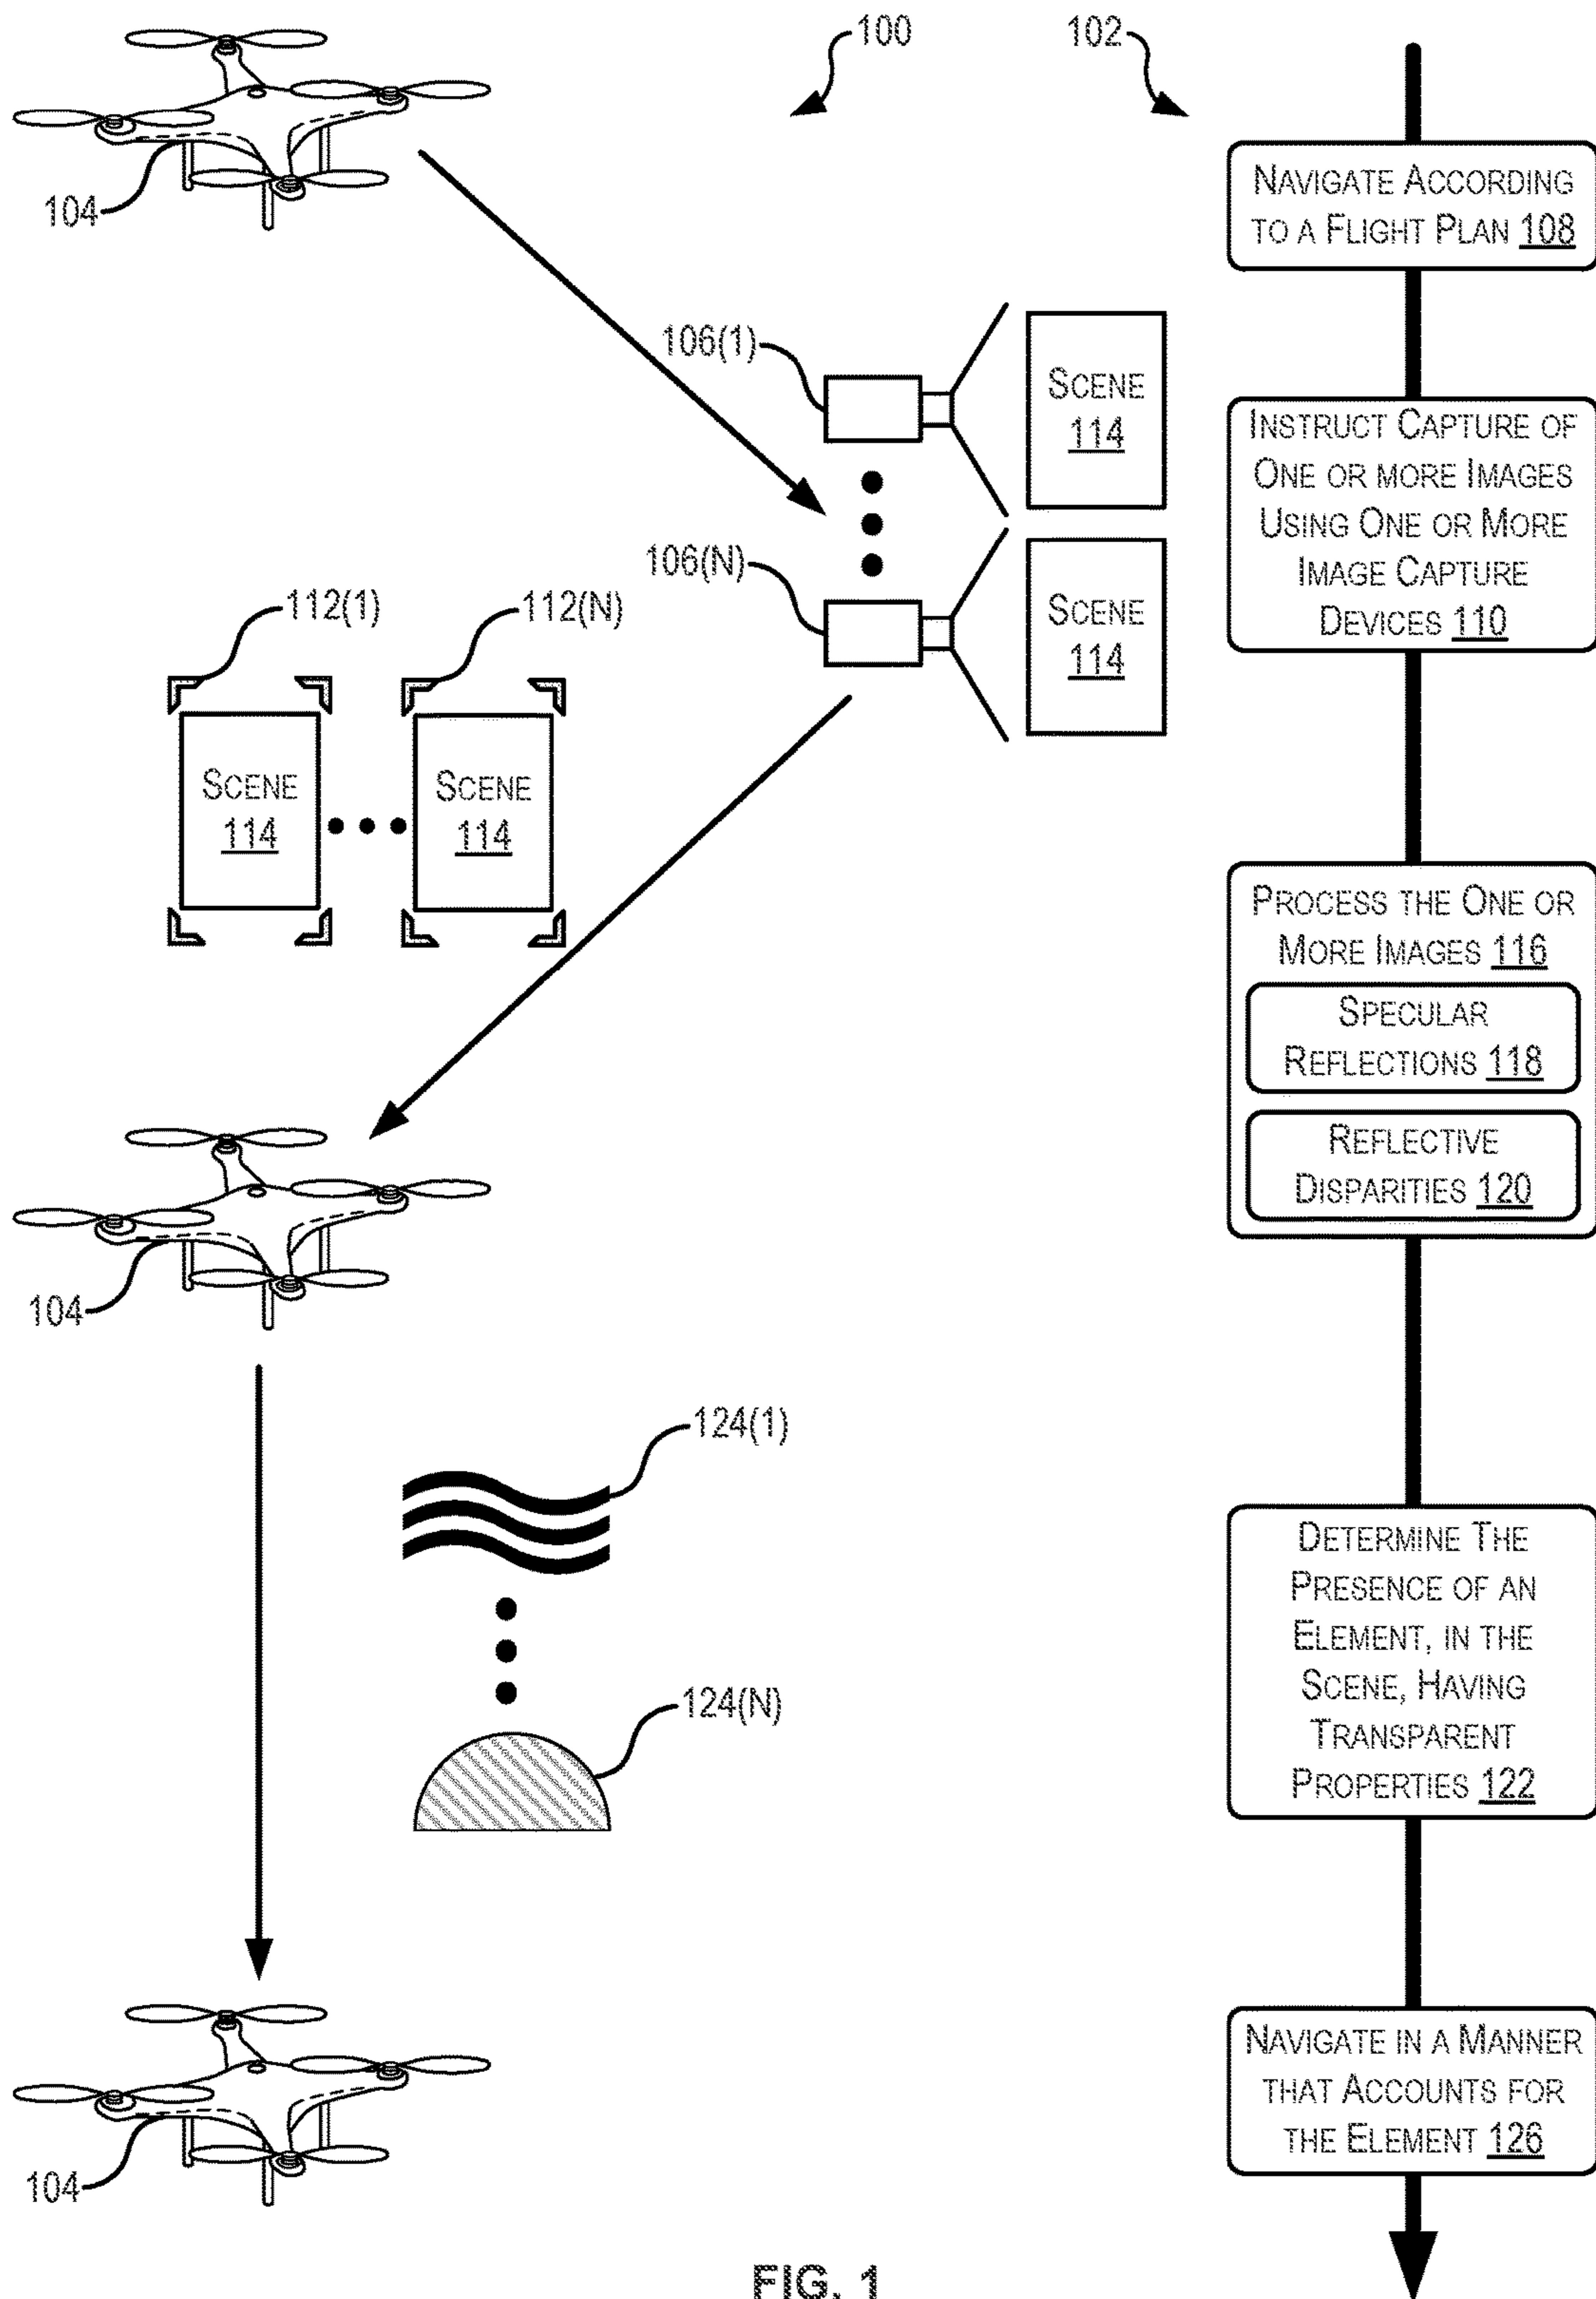 100
102
104
NAVIGATE ACCORDING
TO A FLIGHT PLAN 108
106(1)
SCENE
114
106(N)
SCENE
114
INSTRUCT CAPTURE OF
ONE OR MORE IMAGES
USING ONE OR MORE
IMAGE CAPTURE
DEVICES 110
112(1)
112(N)
SCENE
114
SCENE
114
PROCESS THE ONE OR
MORE IMAGES 116
SPECULAR
REFLECTIONS 118
REFLECTIVE
DISPARITIES 120
104
124(1)
124(N)
DETERMINE THE
PRESENCE OF AN
ELEMENT, IN THE
SCENE, HAVING
TRANSPARENT
PROPERTIES 122
NAVIGATE IN A MANNER
THAT ACCOUNTS FOR
THE ELEMENT 126
104
FIG. 1